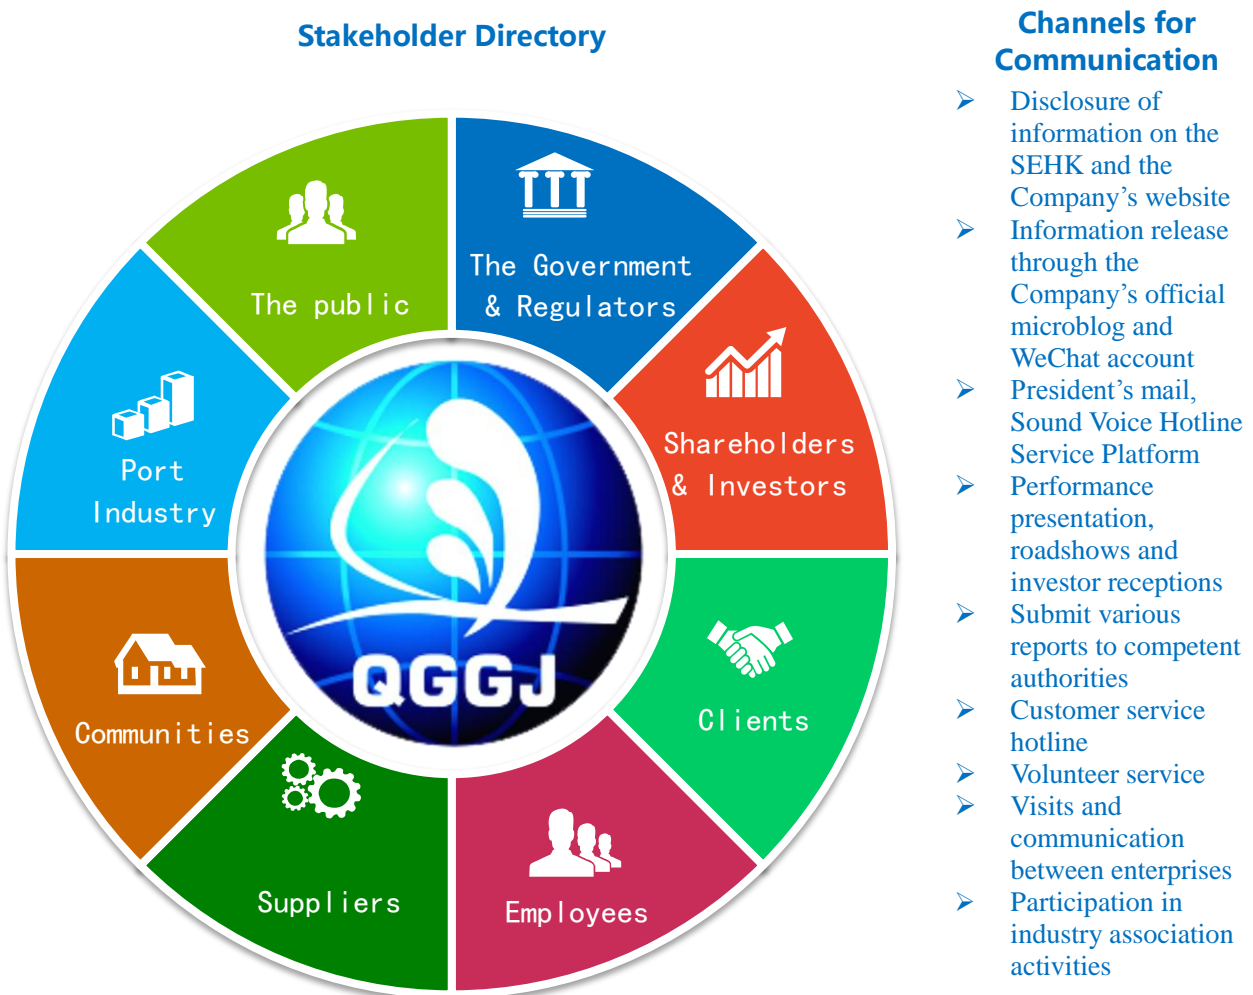 Stakeholder Directory
The public
The Government
& Regulators
Shareholders
& Investors
Clients
Employees
Suppliers
Communities
Port
Industry
QGGJ
Channels for
Communication
➢ Disclosure of
information on the
SEHK and the
Company’s website
➢ Information release
through the
Company’s official
microblog and
WeChat account
➢ President’s mail,
Sound Voice Hotline
Service Platform
➢ Performance
presentation,
roadshows and
investor receptions
➢ Submit various
reports to competent
authorities
➢ Customer service
hotline
➢ Volunteer service
➢ Visits and
communication
between enterprises
➢ Participation in
industry association
activities